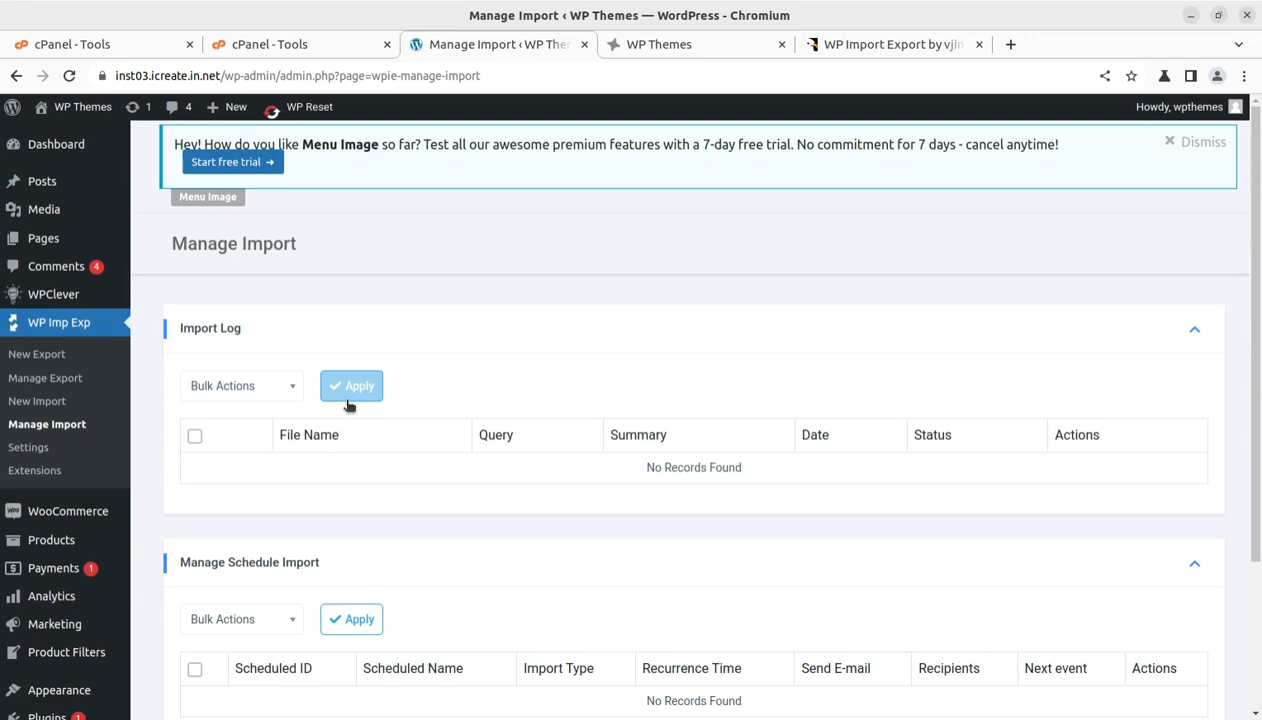 Manage Import ‹ WP Themes — WordPress - Chromium
cPanel - Tools
cPanel - Tools
Manage Import ‹ WP The
WP Themes
WP Import Export by vjin
inst03.icreate.in.net/wp-admin/admin.php?page=wpie-manage-import
WP Themes
1
4
New
WP Reset
Howdy, wpthemes
Hey! How do you like Menu Image so far? Test all our awesome premium features with a 7-day free trial. No commitment for 7 days - cancel anytime!
Dismiss
Start free trial ➜
Menu Image
Dashboard
Posts
Media
Pages
Comments 4
WPClever
WP Imp Exp
New Export
Manage Export
New Import
Manage Import
Settings
Extensions
WooCommerce
Products
Payments 1
Analytics
Marketing
Product Filters
Appearance
Plugins 1
Manage Import
Import Log
Bulk Actions
Apply
File Name Query Summary Date Status Actions
No Records Found
Manage Schedule Import
Bulk Actions
Apply
Scheduled ID Scheduled Name Import Type Recurrence Time Send E-mail Recipients Next event Actions
No Records Found